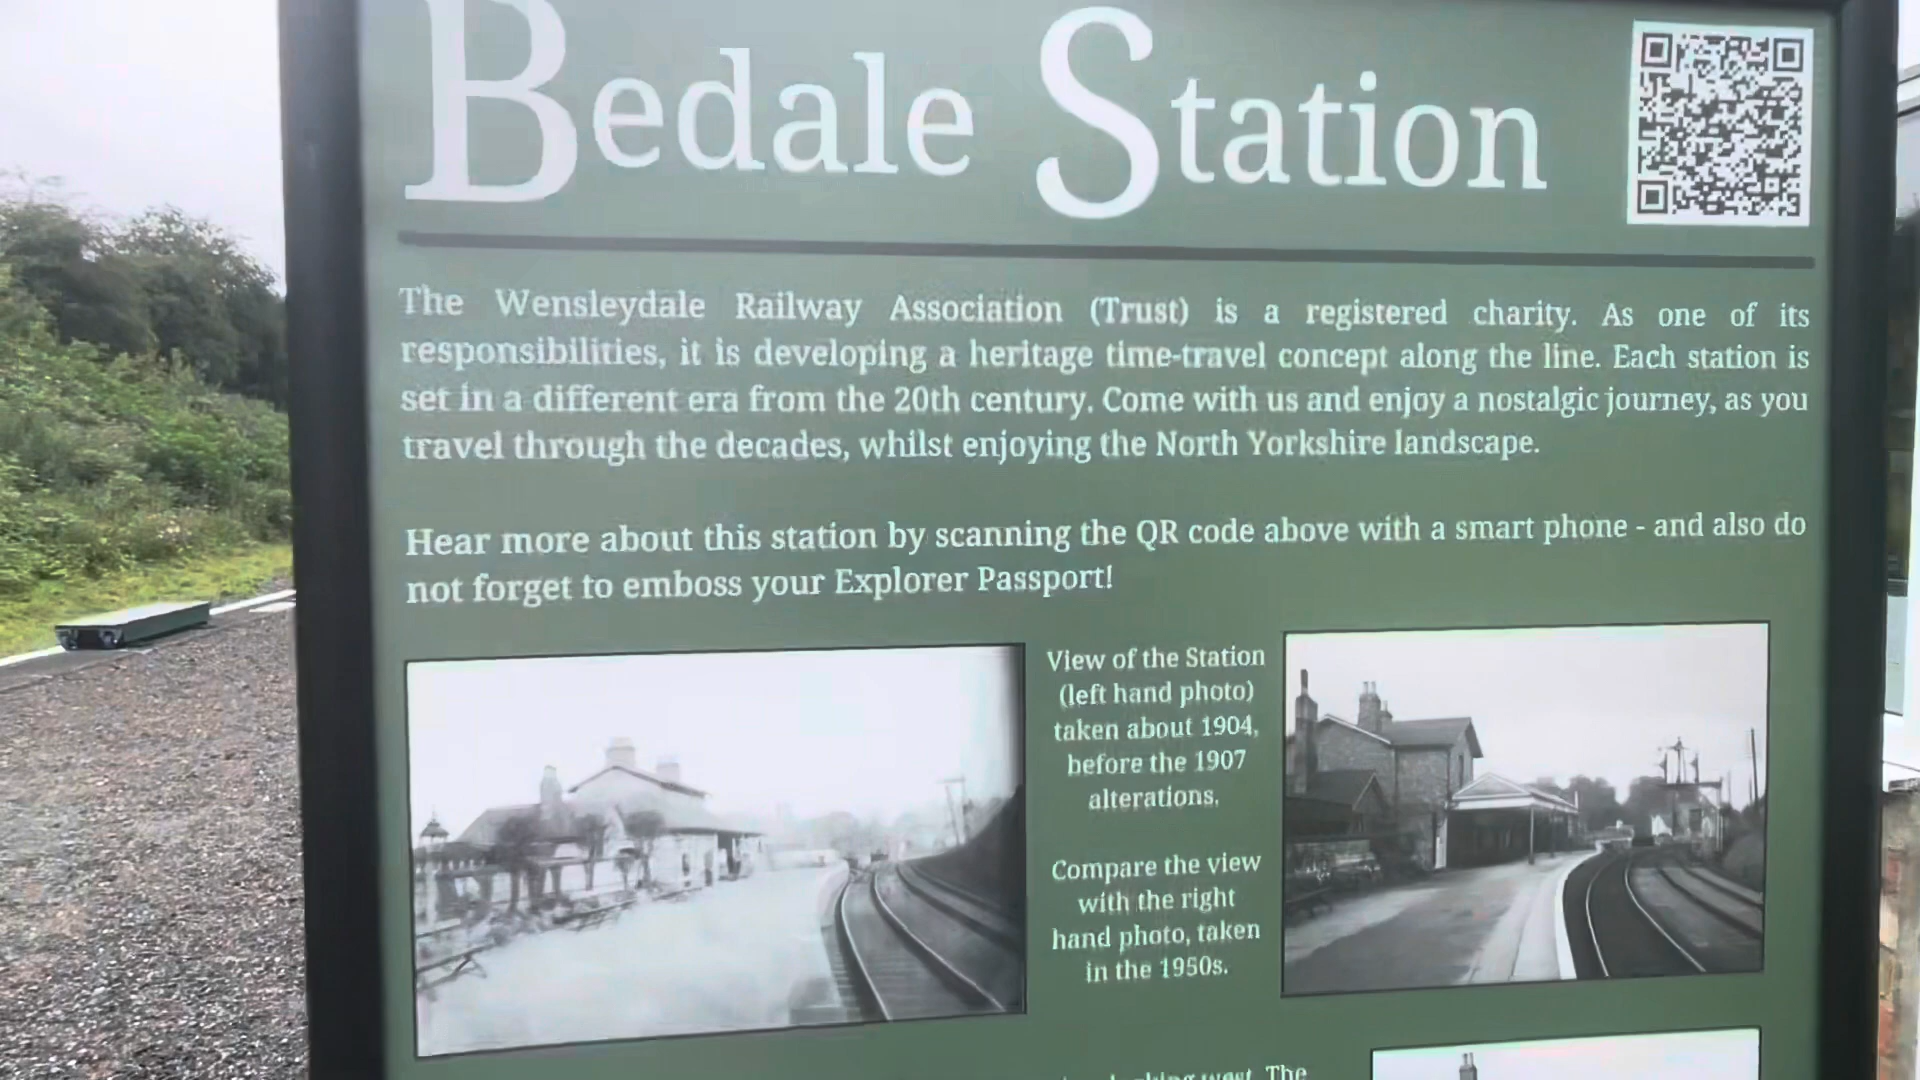 Bedale Station
The Wensleydale Railway Association (Trust) is a registered charity. As one of its
responsibilities, it is developing a heritage time-travel concept along the line. Each station is
set in a different era from the 20th century. Come with us and enjoy a nostalgic journey, as you
travel through the decades, whilst enjoying the North Yorkshire landscape.
Hear more about this station by scanning the QR code above with a smart phone - and also do
not forget to emboss your Explorer Passport!
View of the Station
(left hand photo)
taken about 1904,
before the 1907
alterations.
Compare the view
with the right
hand photo, taken
in the 1950s.
west. The